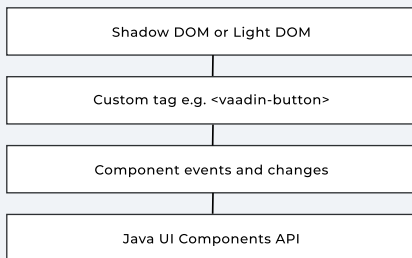 Shadow DOM or Light DOM
Custom tag e.g. <vaadin-button>
Component events and changes
Java UI Components API